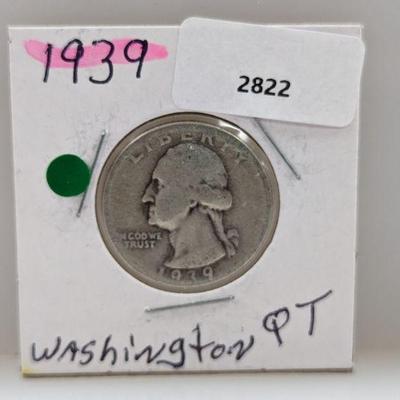 1939
2822
LIBERTY
IN GOD WE
TRUST
1939
WAShingtoN QT